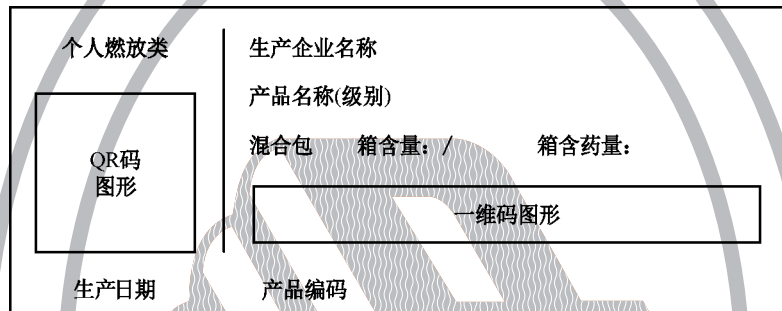 个人燃放类
生产企业名称
产品名称(级别)
混合包 箱含量：/ 箱含药量：
QR码
图形
一维码图形
生产日期 产品编码